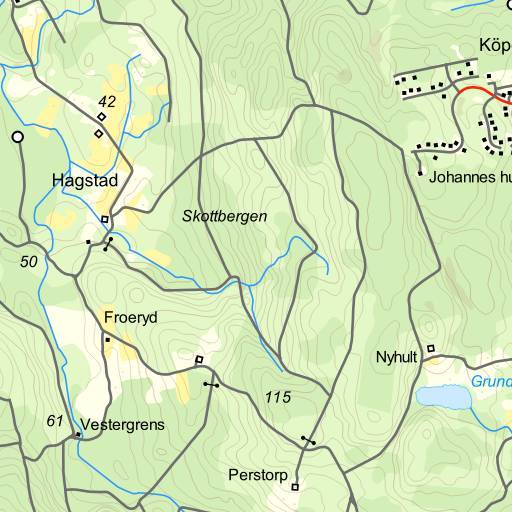 Köp
42
Johannes hu
Hagstad
Skottbergen
50
Froeryd
Nyhult
Grund
115
61
Vestergrens
Perstorp